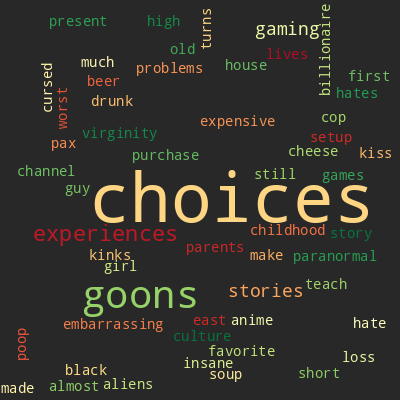 present high turns gaming billionaire
old lives
much problems house first
cursed worst beer hates
drunk
expensive cop
virginity setup
pax cheese kiss
purchase
channel still games
guy choices
experiences childhood story
parents
kinks make paranormal
girl
goons stories teach
embarrassing east anime hate
culture
poop favorite loss
insane
black soup short
made almost aliens